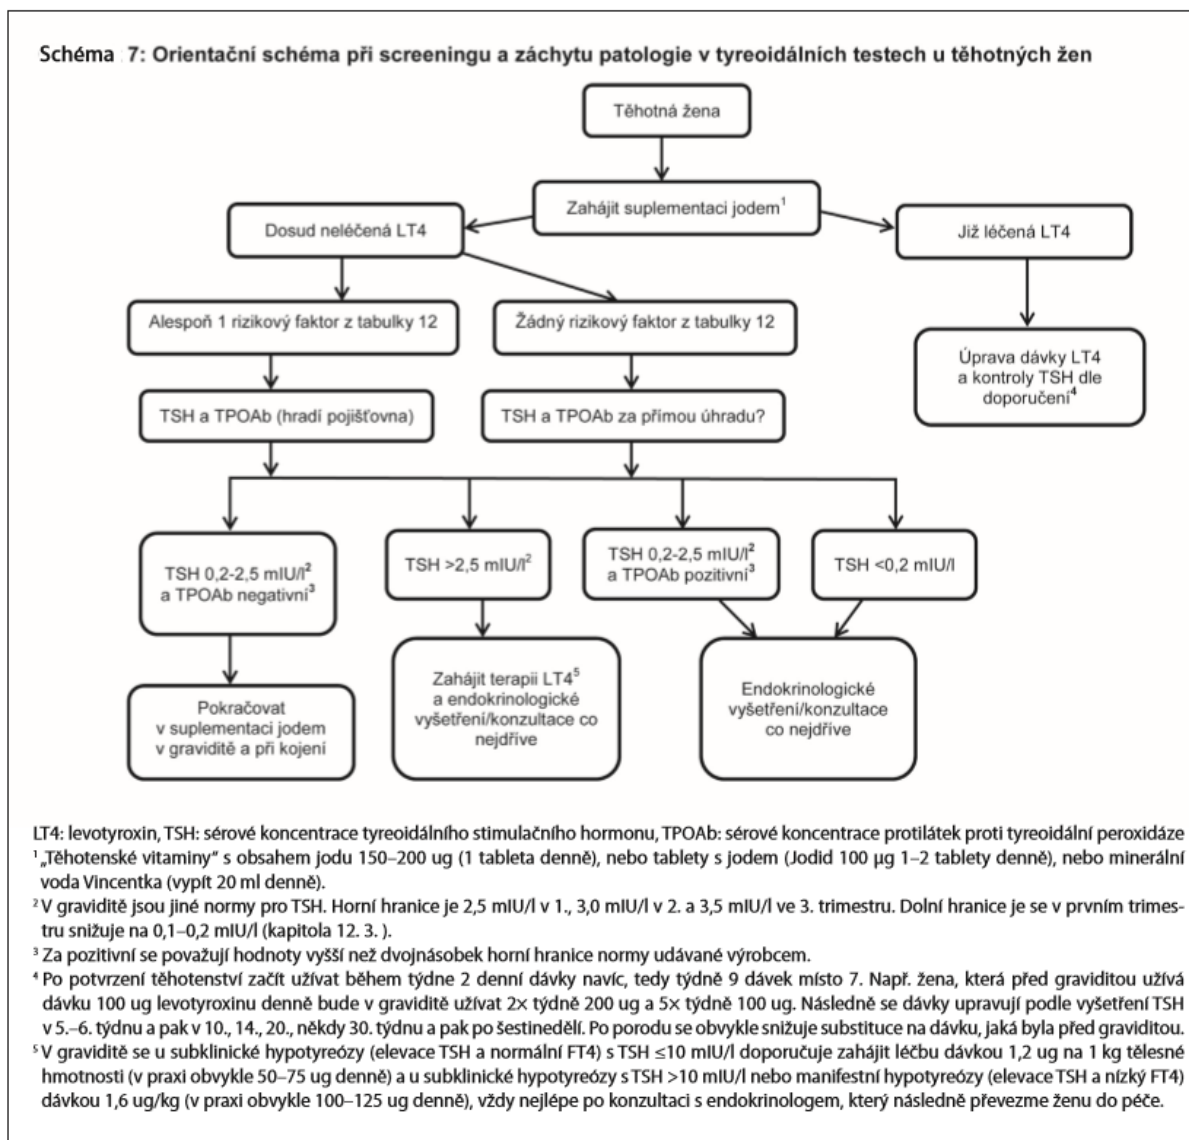 Schéma 7: Orientační schéma při screeningu a záchytu patologie v tyreoidálních testech u těhotných žen
Těhotná žena
Zahájit suplementaci jodem¹
Dosud neléčená LT4
Již léčená LT4
Alespoň 1 rizikový faktor z tabulky 12
Žádný rizikový faktor z tabulky 12
Úprava dávky LT4
a kontroly TSH dle
doporučení⁴
TSH a TPOAb (hradí pojišťovna)
TSH a TPOAb za přímou úhradu?
TSH 0,2-2,5 mIU/l²
a TPOAb negativní³
TSH >2,5 mIU/l²
TSH 0,2-2,5 mIU/l²
a TPOAb pozitivní³
TSH <0,2 mIU/l
Pokračovat
v suplementaci jodem
v graviditě a při kojení
Zahájit terapii LT4⁵
a endokrinologické
vyšetření/konzultace co
nejdříve
Endokrinologické
vyšetření/konzultace
co nejdříve
LT4: levotyroxin, TSH: sérové koncentrace tyreoidálního stimulačního hormonu, TPOAb: sérové koncentrace protilátek proti tyreoidální peroxidáze
¹ „Těhotenské vitaminy“ s obsahem jodu 150–200 ug (1 tableta denně), nebo tablety s jodem (Jodid 100 µg 1–2 tablety denně), nebo minerální
voda Vincentka (vypít 20 ml denně).
² V graviditě jsou jiné normy pro TSH. Horní hranice je 2,5 mIU/l v 1., 3,0 mIU/l v 2. a 3,5 mIU/l ve 3. trimestru. Dolní hranice je se v prvním trimes-
tru snižuje na 0,1–0,2 mIU/l (kapitola 12. 3. ).
³ Za pozitivní se považují hodnoty vyšší než dvojnásobek horní hranice normy udávané výrobcem.
⁴ Po potvrzení těhotenství začít užívat během týdne 2 denní dávky navíc, tedy týdně 9 dávek místo 7. Např. žena, která před graviditou užívá
dávku 100 ug levotyroxinu denně bude v graviditě užívat 2× týdně 200 ug a 5× týdně 100 ug. Následně se dávky upravují podle vyšetření TSH
v 5.–6. týdnu a pak v 10., 14., 20., někdy 30. týdnu a pak po šestinedělí. Po porodu se obvykle snižuje substituce na dávku, jaká byla před graviditou.
⁵ V graviditě se u subklinické hypotyreózy (elevace TSH a normální FT4) s TSH ≤10 mIU/l doporučuje zahájit léčbu dávkou 1,2 ug na 1 kg tělesné
hmotnosti (v praxi obvykle 50–75 ug denně) a u subklinické hypotyreózy s TSH >10 mIU/l nebo manifestní hypotyreózy (elevace TSH a nízký FT4)
dávkou 1,6 ug/kg (v praxi obvykle 100–125 ug denně), vždy nejlépe po konzultaci s endokrinologem, který následně převezme ženu do péče.